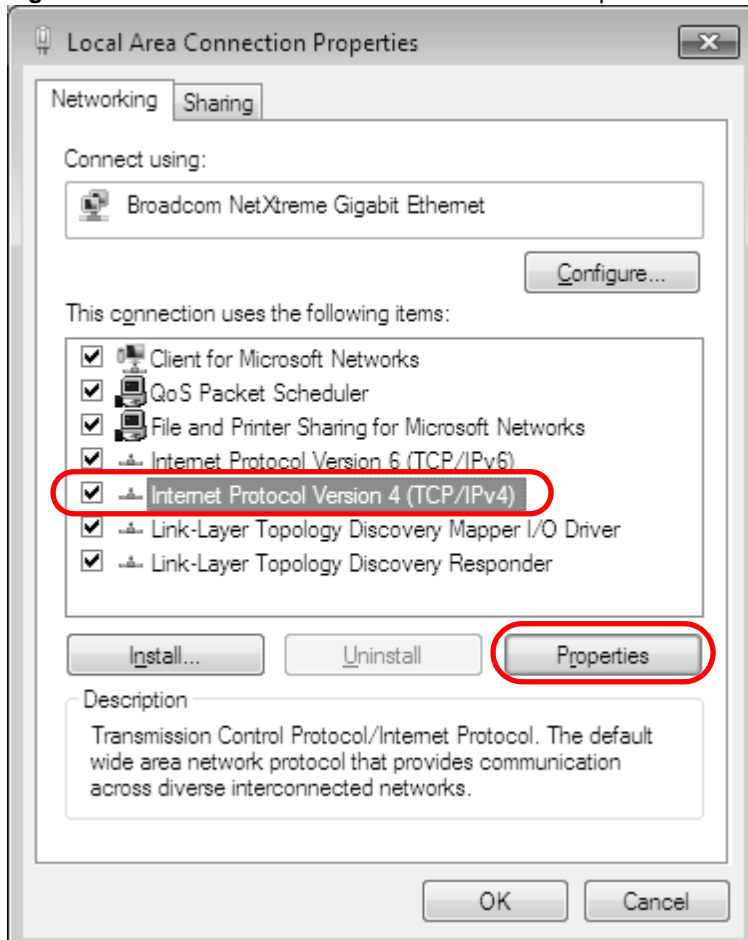 Local Area Connection Properties
Networking
Sharing
Connect using:
Broadcom NetXtreme Gigabit Ethernet
Configure...
This connection uses the following items:
Client for Microsoft Networks
QoS Packet Scheduler
File and Printer Sharing for Microsoft Networks
Internet Protocol Version 6 (TCP/IPv6)
Internet Protocol Version 4 (TCP/IPv4)
Link-Layer Topology Discovery Mapper I/O Driver
Link-Layer Topology Discovery Responder
Install...
Uninstall
Properties
Description
Transmission Control Protocol/Internet Protocol. The default
wide area network protocol that provides communication
across diverse interconnected networks.
OK
Cancel